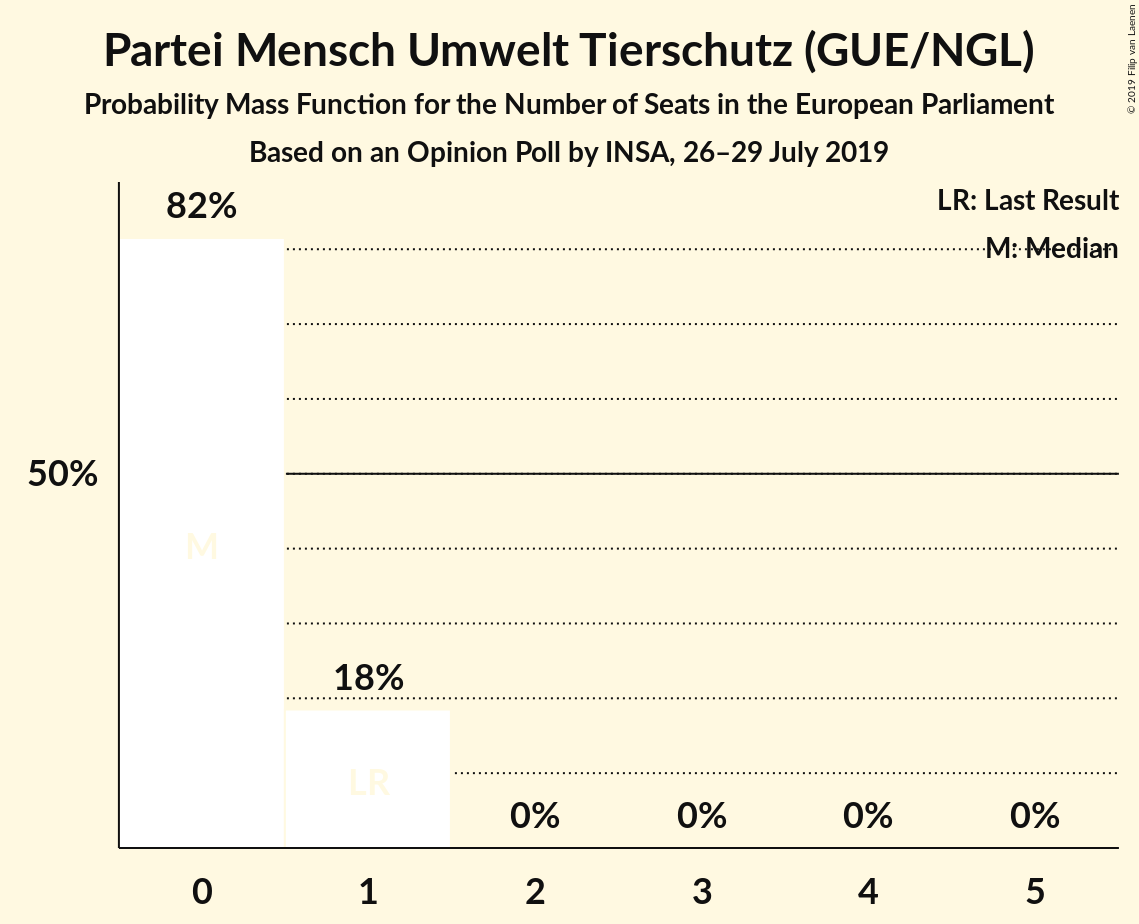 Partei Mensch Umwelt Tierschutz (GUE/NGL)
Probability Mass Function for the Number of Seats in the European Parliament
Based on an Opinion Poll by INSA, 26–29 July 2019
© 2019 Filip van Laenen
LR: Last Result
M: Median
82%
50%
M
18%
LR
0% 0% 0% 0%
0 1 2 3 4 5